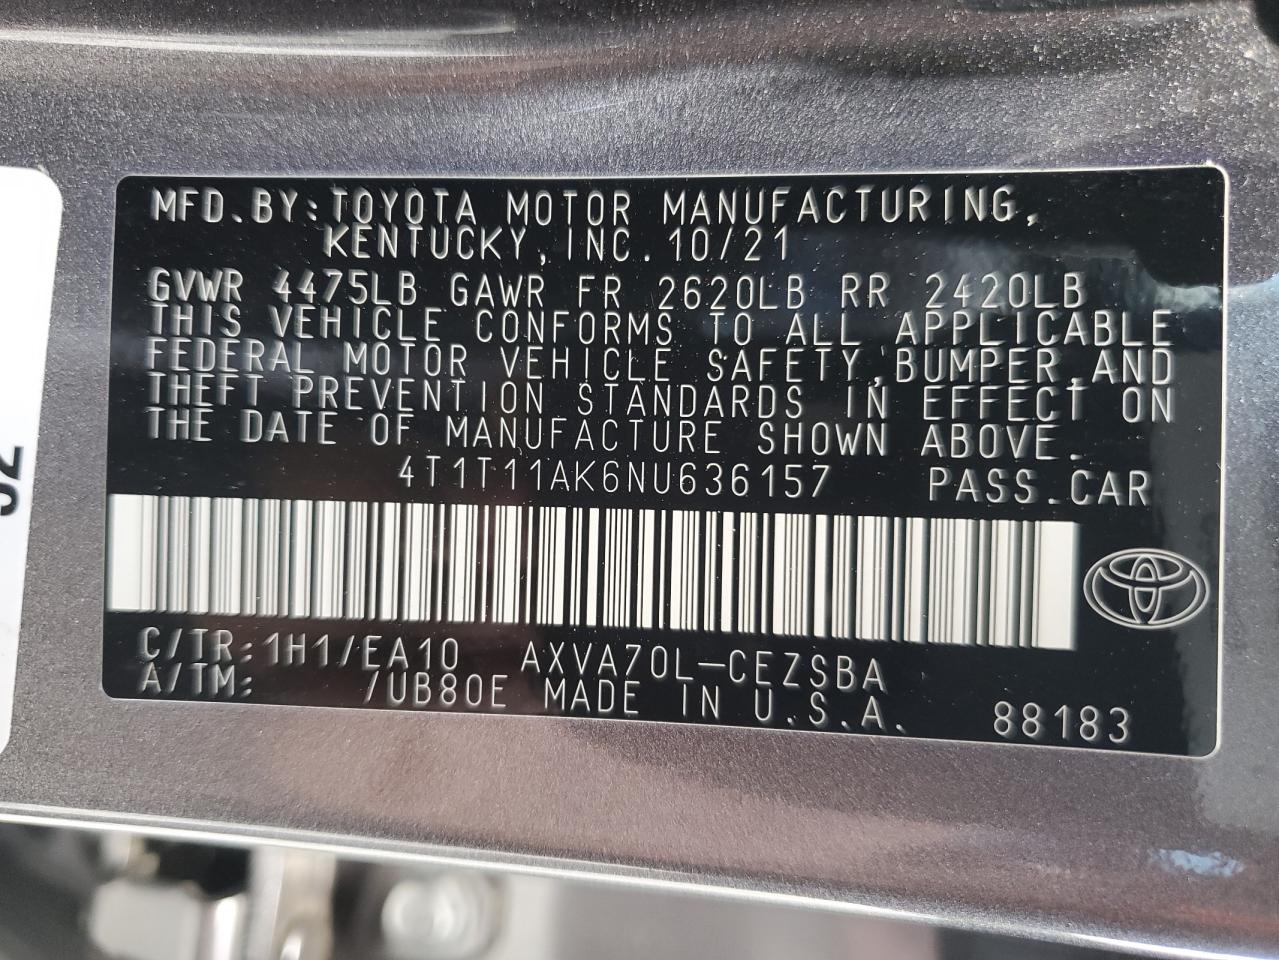 MFD.BY:TOYOTA MOTOR MANUFACTURING,
KENTUCKY,INC.10/21
GVWR 4475LB GAWR FR 2620LB RR 2420LB
THIS VEHICLE CONFORMS TO ALL APPLICABLE
FEDERAL MOTOR VEHICLE SAFETY,BUMPER,AND
THEFT PREVENTION STANDARDS IN EFFECT ON
THE DATE OF MANUFACTURE SHOWN ABOVE.
4T1T11AK6NU636157 PASS.CAR
C/TR:1H1/EA10 AXVA70L-CEZSBA
A/TM: /UB80E MADE IN U.S.A. 88183